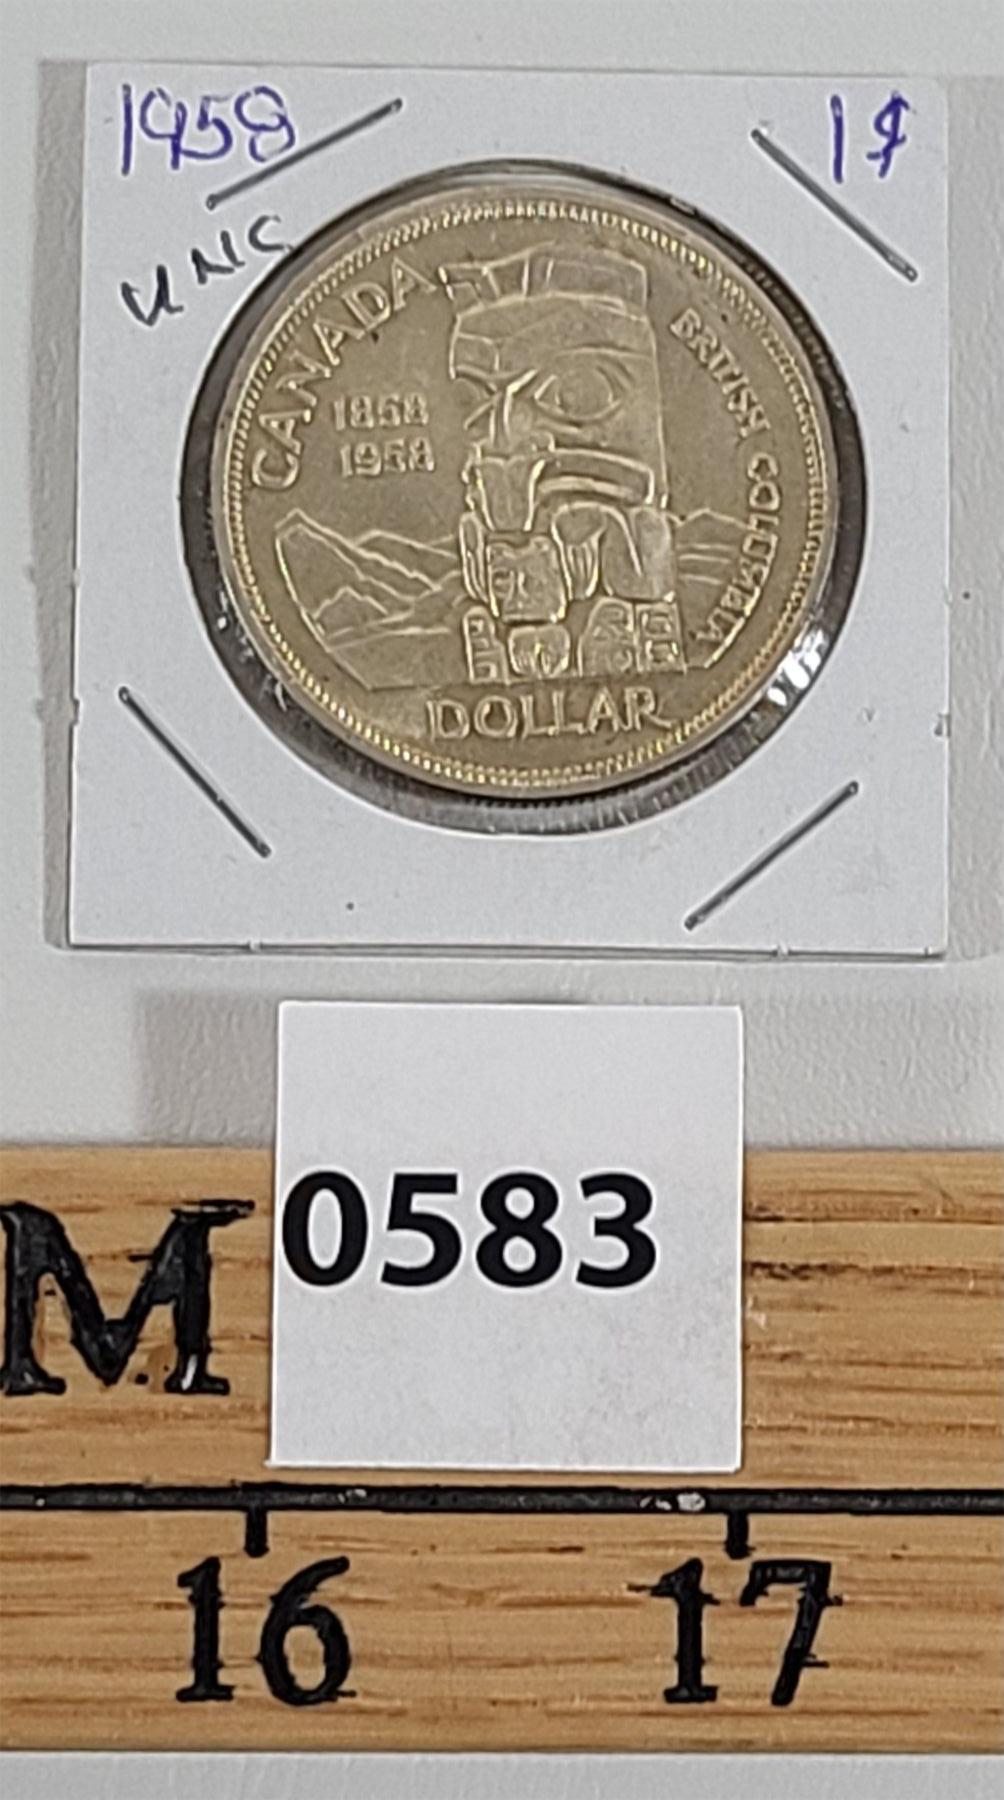 1958
1$
UNC
CANADA
1858
1958
BRITISH COLUMBIA
DOLLAR
0583
M
16 17